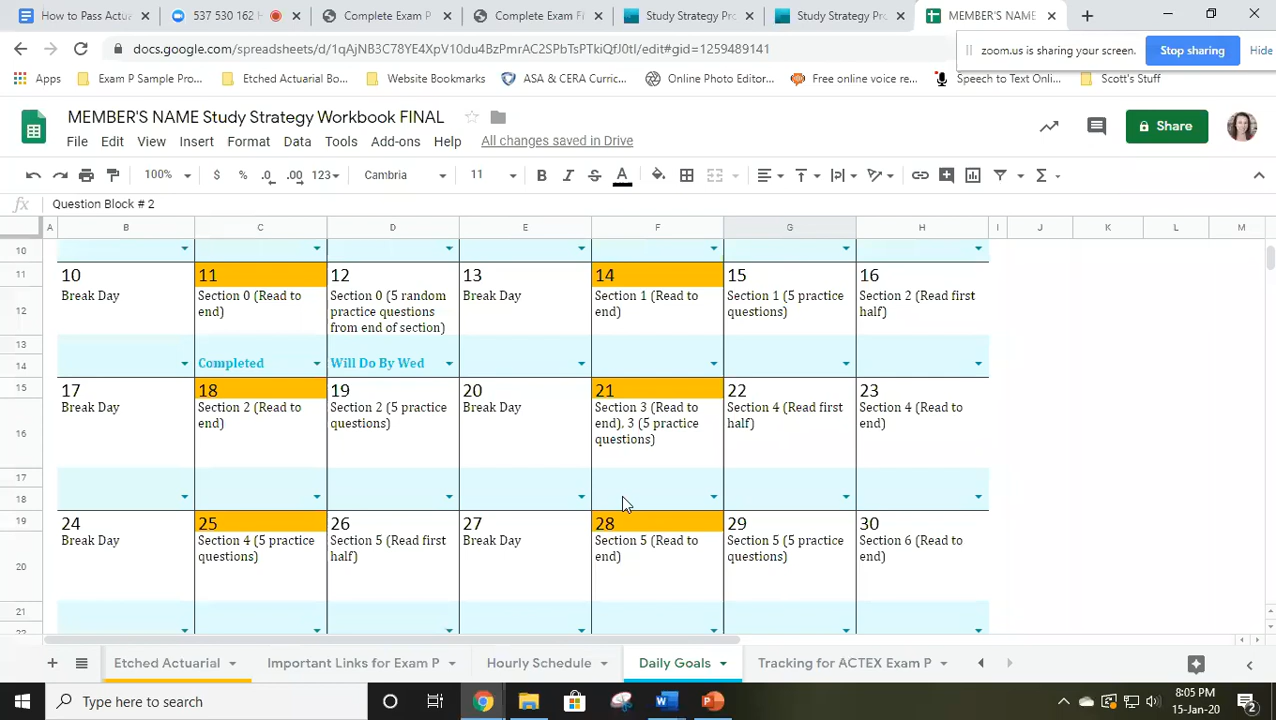 How to Pass Actua
537 530 162
Complete Exam P
Complete Exam F
Study Strategy Pr
Study Strategy Pr
MEMBER'S NAME
docs.google.com/spreadsheets/d/1qAjNB3C78YE4XpV10du4BzPmrAC2SPbTsPTkiQfJ0tI/edit#gid=1259489141
zoom.us is sharing your screen.
Stop sharing
Hide
Apps
Exam P Sample Pro...
Etched Actuarial Bo...
Website Bookmarks
ASA & CERA Curric...
Online Photo Editor...
Free online voice re...
Speech to Text Onli...
Scott's Stuff
MEMBER'S NAME Study Strategy Workbook FINAL
File Edit View Insert Format Data Tools Add-ons Help All changes saved in Drive
Share
100% $ % .0 .00 123 Cambria 11 B I S A
fx Question Block # 2
A B C D E F G H I J K L M
10
11 10 11 12 13 14 15 16
12
Break Day
Section 0 (Read to
end)
Section 0 (5 random
practice questions
from end of section)
Break Day
Section 1 (Read to
end)
Section 1 (5 practice
questions)
Section 2 (Read first
half)
13
14 Completed Will Do By Wed
15 17 18 19 20 21 22 23
16
Break Day
Section 2 (Read to
end)
Section 2 (5 practice
questions)
Break Day
Section 3 (Read to
end), 3 (5 practice
questions)
Section 4 (Read first
half)
Section 4 (Read to
end)
17
18
19 24 25 26 27 28 29 30
20
Break Day
Section 4 (5 practice
questions)
Section 5 (Read first
half)
Break Day
Section 5 (Read to
end)
Section 5 (5 practice
questions)
Section 6 (Read to
end)
21
22
Etched Actuarial
Important Links for Exam P
Hourly Schedule
Daily Goals
Tracking for ACTEX Exam P
Type here to search
8:05 PM
15-Jan-20
2